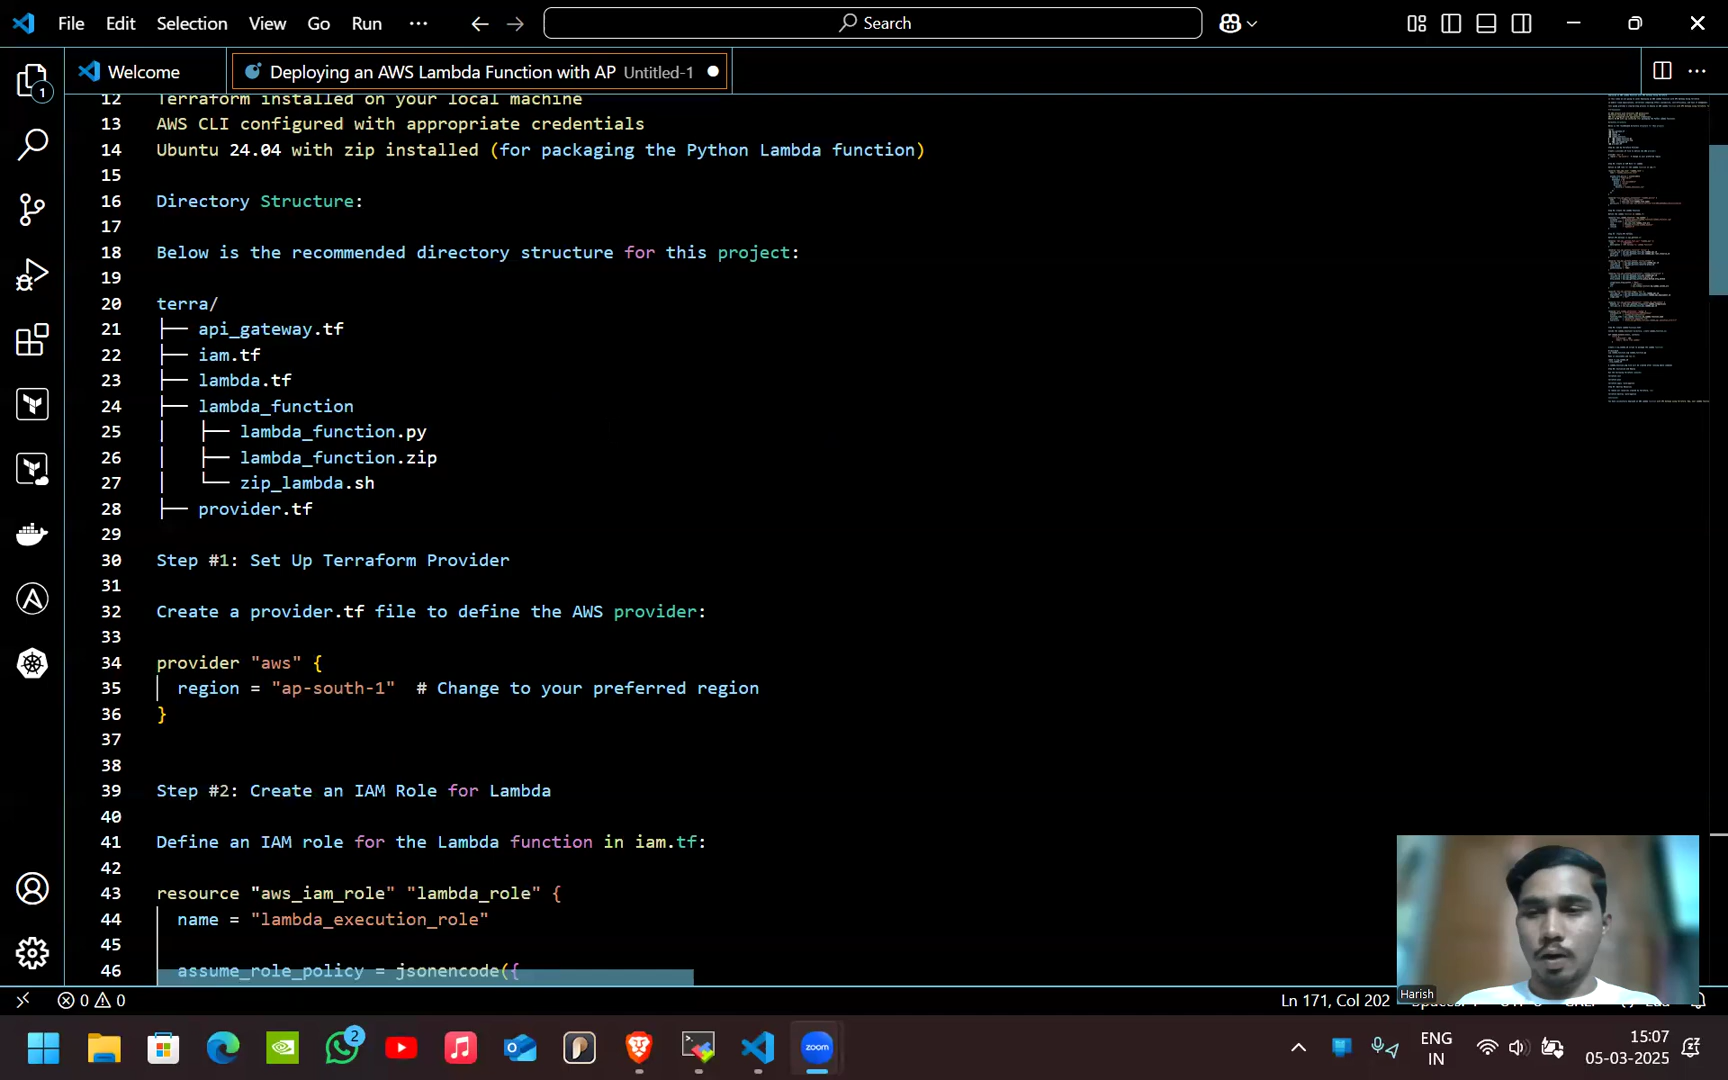 File Edit Selection View Go Run ··· Search
Welcome Deploying an AWS Lambda Function with AP Untitled-1
12 Terraform installed on your local machine
13 AWS CLI configured with appropriate credentials
14 Ubuntu 24.04 with zip installed (for packaging the Python Lambda function)
15
16 Directory Structure:
17
18 Below is the recommended directory structure for this project:
19
20 terra/
21 ├── api_gateway.tf
22 ├── iam.tf
23 ├── lambda.tf
24 ├── lambda_function
25 │   ├── lambda_function.py
26 │   ├── lambda_function.zip
27 │   └── zip_lambda.sh
28 ├── provider.tf
29
30 Step #1: Set Up Terraform Provider
31
32 Create a provider.tf file to define the AWS provider:
33
34 provider "aws" {
35 region = "ap-south-1" # Change to your preferred region
36 }
37
38
39 Step #2: Create an IAM Role for Lambda
40
41 Define an IAM role for the Lambda function in iam.tf:
42
43 resource "aws_iam_role" "lambda_role" {
44 name = "lambda_execution_role"
45
46 assume_role_policy = jsonencode({
1
Harish
0 0 Ln 171, Col 202
2
zoom
ENG
IN
15:07
05-03-2025